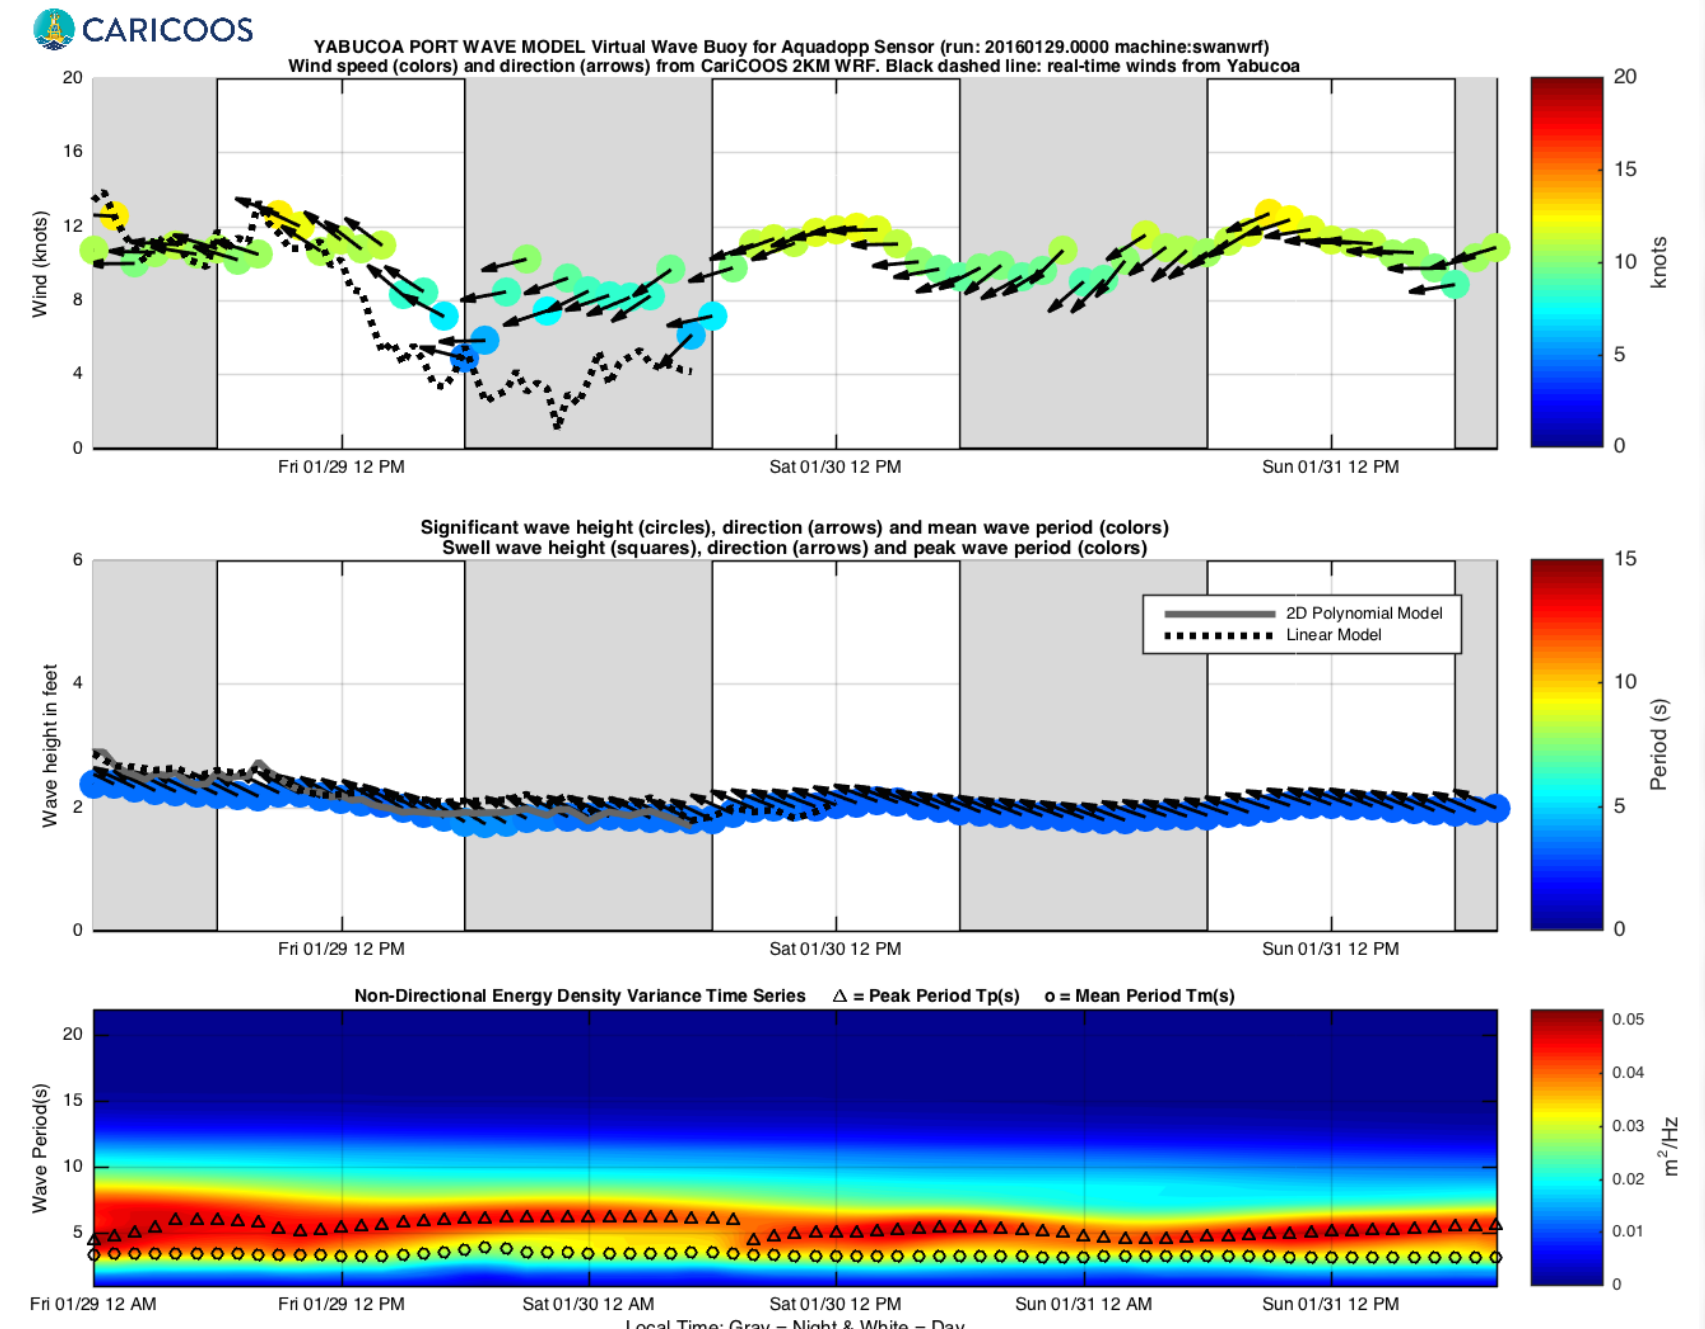 CARICOOS
YABUCOA PORT WAVE MODEL Virtual Wave Buoy for Aquadopp Sensor (run: 20160129.0000 machine:swanwrf)
Wind speed (colors) and direction (arrows) from CariCOOS 2KM WRF. Black dashed line: real-time winds from Yabucoa
20
16
12
8
4
0
Wind (knots)
Fri 01/29 12 PM
Sat 01/30 12 PM
Sun 01/31 12 PM
20
15
10
5
0
knots
Significant wave height (circles), direction (arrows) and mean wave period (colors)
Swell wave height (squares), direction (arrows) and peak wave period (colors)
6
4
2
0
Wave height in feet
2D Polynomial Model
Linear Model
Fri 01/29 12 PM
Sat 01/30 12 PM
Sun 01/31 12 PM
15
10
5
0
Period (s)
Non-Directional Energy Density Variance Time Series △ = Peak Period Tp(s) o = Mean Period Tm(s)
20
15
10
5
Wave Period(s)
Fri 01/29 12 AM
Fri 01/29 12 PM
Sat 01/30 12 AM
Sat 01/30 12 PM
Sun 01/31 12 AM
Sun 01/31 12 PM
0.05
0.04
0.03
0.02
0.01
0
m²/Hz
Local Time: Gray = Night & White = Day